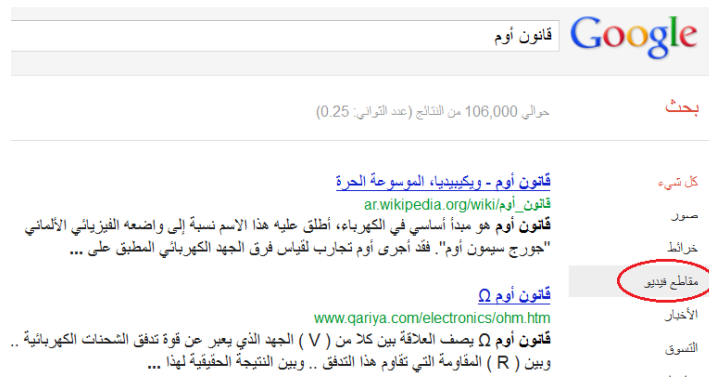 Google
قانون أوم
بحث
حوالي 106,000 من النتائج (عدد الثواني: 0.25)
كل شيء
صور
خرائط
مقاطع فيديو
الأخبار
التسوق
قانون أوم - ويكيبيديا، الموسوعة الحرة
ar.wikipedia.org/wiki/قانون_أوم
قانون أوم هو مبدأ أساسي في الكهرباء، أطلق عليه هذا الاسم نسبة إلى واضعه الفيزيائي الألماني
"جورج سيمون أوم". فقد أجرى أوم تجارب لقياس فرق الجهد الكهربائي المطبق على ...
قانون أوم Ω
www.qariya.com/electronics/ohm.htm
قانون أوم Ω يصف العلاقة بين كلا من ( V ) الجهد الذي يعبر عن قوة تدفق الشحنات الكهربائية ..
وبين ( R ) المقاومة التي تقاوم هذا التدفق .. وبين النتيجة الحقيقية لهذا ...